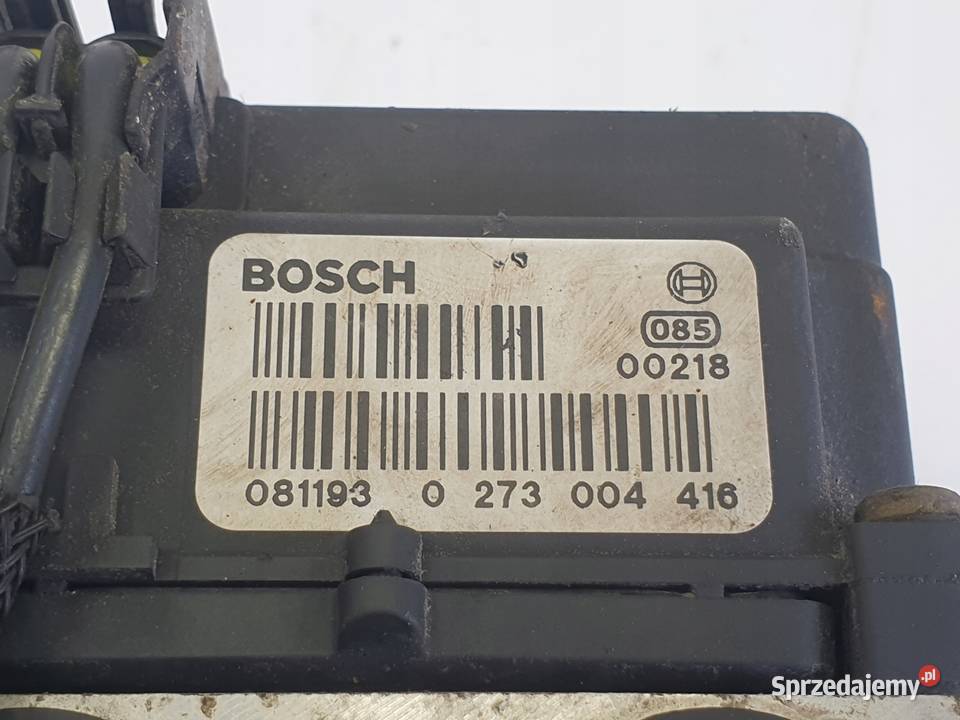 BOSCH
085
00218
081193 0 273 004 416
Sprzedajemy.pl